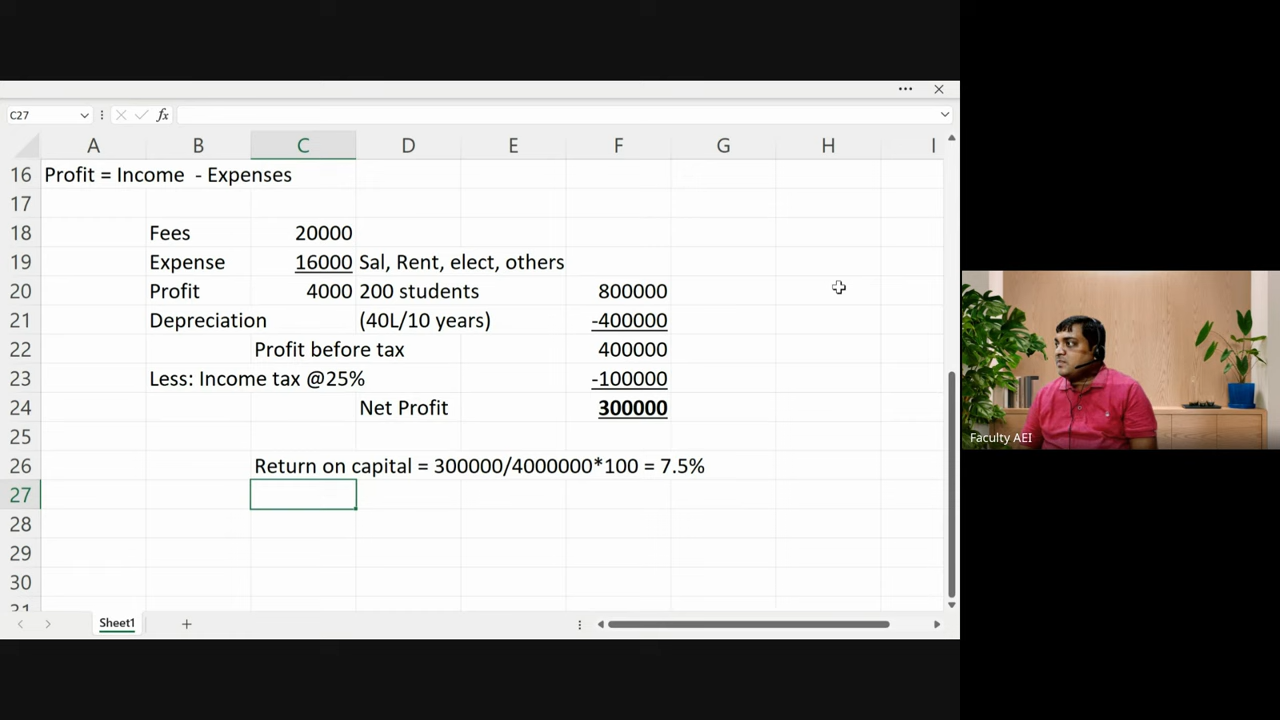 C27
fx
A B C D E F G H I
16 Profit = Income - Expenses
17
18 Fees 20000
19 Expense 16000 Sal, Rent, elect, others
20 Profit 4000 200 students 800000
21 Depreciation (40L/10 years) -400000
22 Profit before tax 400000
23 Less: Income tax @25% -100000
24 Net Profit 300000
25
26 Return on capital = 300000/4000000*100 = 7.5%
27
28
29
30
31
Sheet1
Faculty AEI